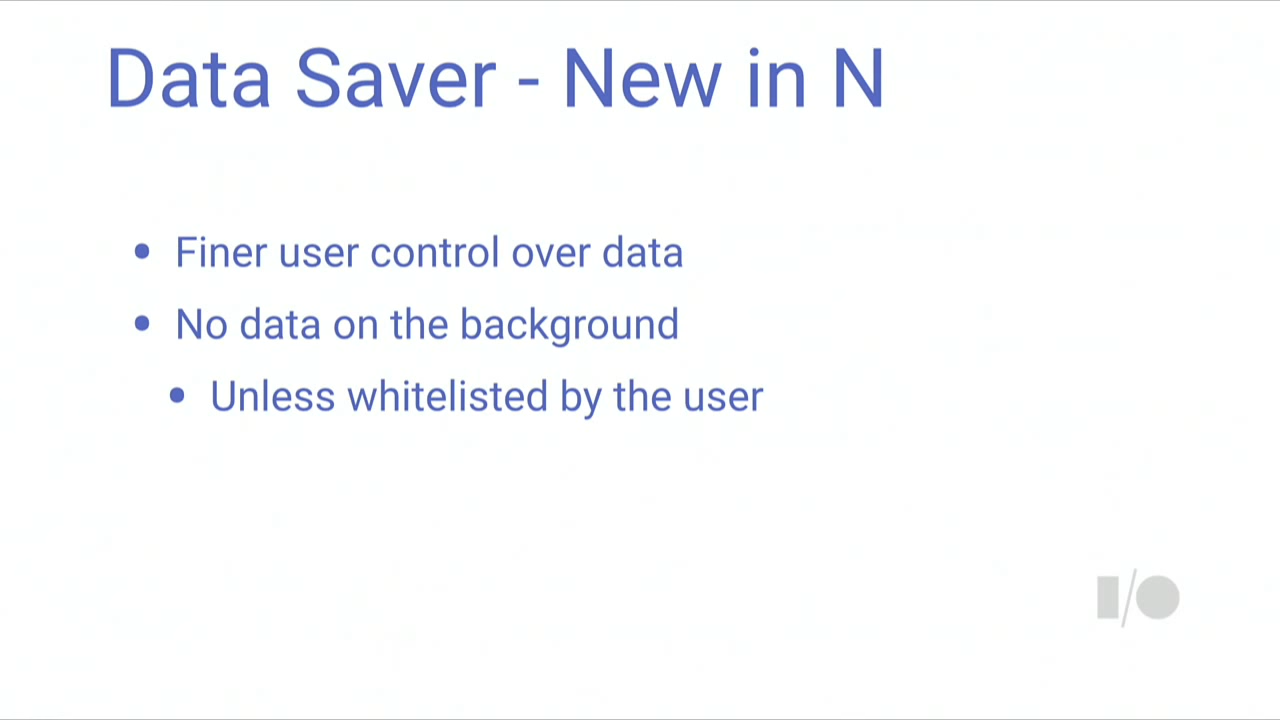 Data Saver - New in N
• Finer user control over data
• No data on the background
• Unless whitelisted by the user
I/O